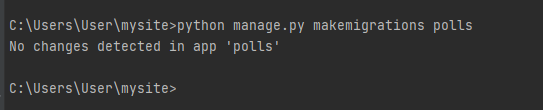 C:\Users\User\mysite>python manage.py makemigrations polls
No changes detected in app 'polls'
C:\Users\User\mysite>